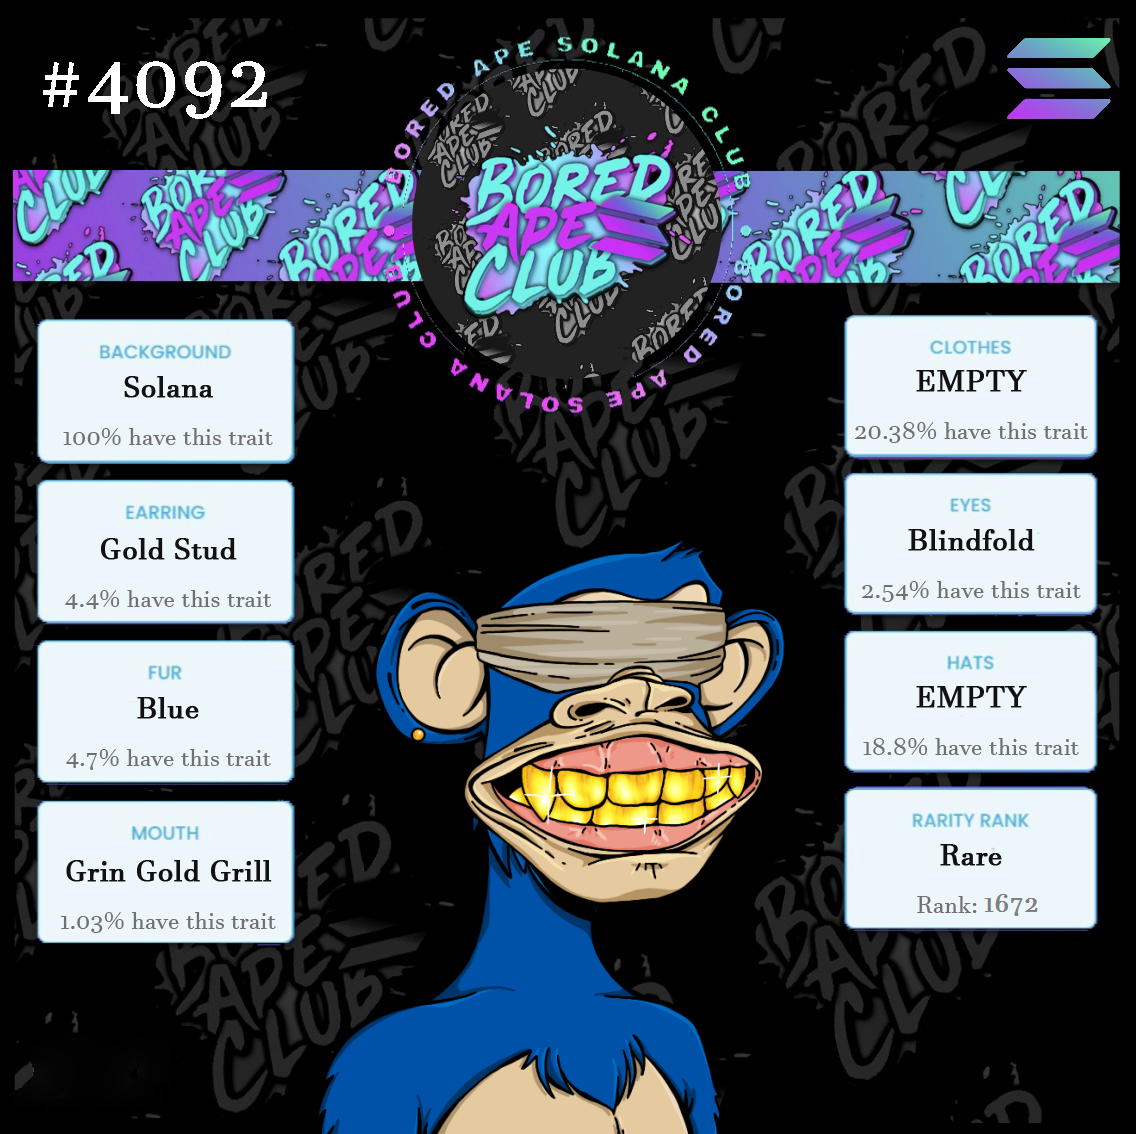 #4092
BORED APE SOLANA CLUB
BORED APE SOLANA CLUB
BORED
APE
CLUB
BACKGROUND
Solana
100% have this trait
EARRING
Gold Stud
4.4% have this trait
FUR
Blue
4.7% have this trait
MOUTH
Grin Gold Grill
1.03% have this trait
CLOTHES
EMPTY
20.38% have this trait
EYES
Blindfold
2.54% have this trait
HATS
EMPTY
18.8% have this trait
RARITY RANK
Rare
Rank: 1672